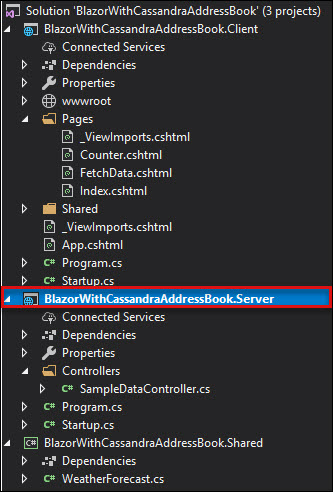 Solution 'BlazorWithCassandraAddressBook' (3 projects)
BlazorWithCassandraAddressBook.Client
Connected Services
Dependencies
Properties
wwwroot
Pages
_ViewImports.cshtml
Counter.cshtml
FetchData.cshtml
Index.cshtml
Shared
_ViewImports.cshtml
App.cshtml
C# Program.cs
C# Startup.cs
BlazorWithCassandraAddressBook.Server
Connected Services
Dependencies
Properties
Controllers
C# SampleDataController.cs
C# Program.cs
C# Startup.cs
C# BlazorWithCassandraAddressBook.Shared
Dependencies
C# WeatherForecast.cs